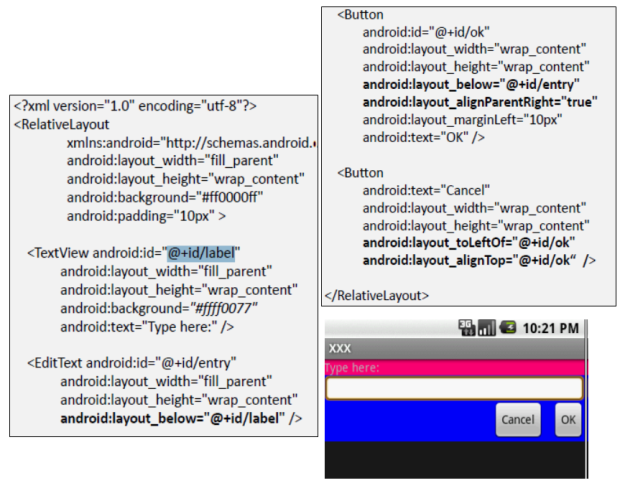 <?xml version="1.0" encoding="utf-8"?>
<RelativeLayout
xmlns:android="http://schemas.android.
android:layout_width="fill_parent"
android:layout_height="wrap_content"
android:background="#ff0000ff"
android:padding="10px" >
<TextView android:id="@+id/label"
android:layout_width="fill_parent"
android:layout_height="wrap_content"
android:background="#ffff0077"
android:text="Type here:" />
<EditText android:id="@+id/entry"
android:layout_width="fill_parent"
android:layout_height="wrap_content"
android:layout_below="@+id/label" />
<Button
android:id="@+id/ok"
android:layout_width="wrap_content"
android:layout_height="wrap_content"
android:layout_below="@+id/entry"
android:layout_alignParentRight="true"
android:layout_marginLeft="10px"
android:text="OK" />
<Button
android:text="Cancel"
android:layout_width="wrap_content"
android:layout_height="wrap_content"
android:layout_toLeftOf="@+id/ok"
android:layout_alignTop="@+id/ok“ />
</RelativeLayout>
3G 10:21 PM
XXX
Type here:
Cancel OK